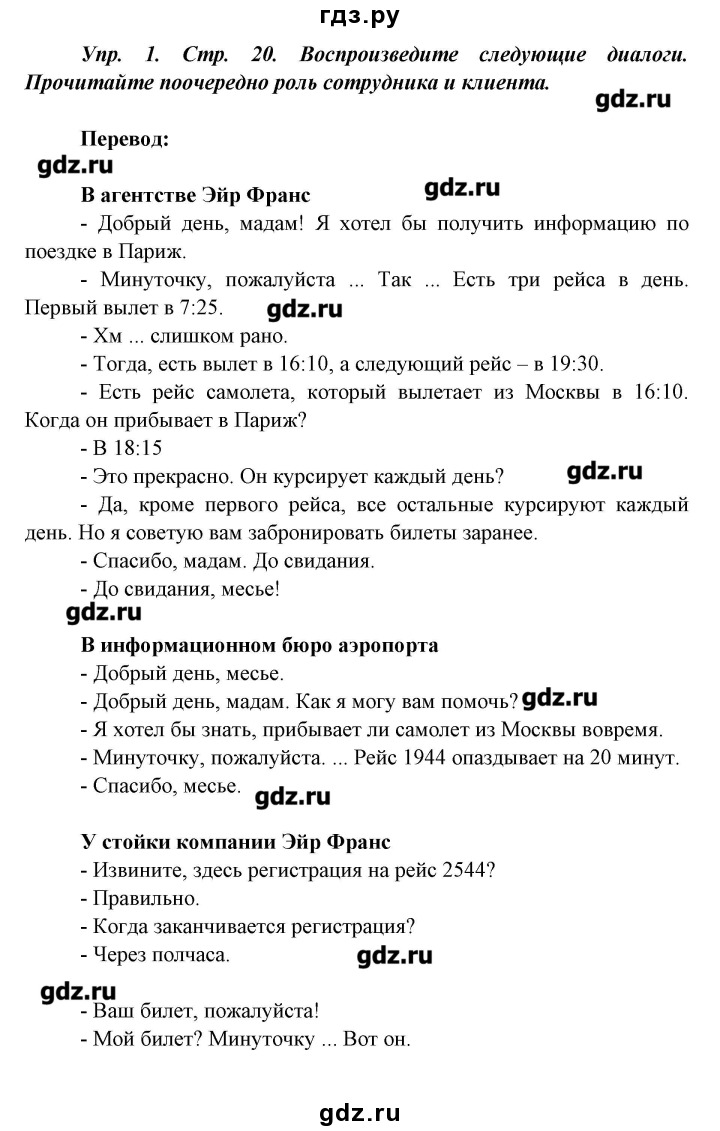 гдз.ру
Упр. 1. Стр. 20. Воспроизведите следующие диалоги.
Прочитайте поочередно роль сотрудника и клиента.
gdz.ru
Перевод:
gdz.ru
В агентстве Эйр Франс
gdz.ru
- Добрый день, мадам! Я хотел бы получить информацию по
поездке в Париж.
- Минуточку, пожалуйста ... Так ... Есть три рейса в день.
Первый вылет в 7:25.
gdz.ru
- Хм ... слишком рано.
- Тогда, есть вылет в 16:10, а следующий рейс – в 19:30.
- Есть рейс самолета, который вылетает из Москвы в 16:10.
Когда он прибывает в Париж?
- В 18:15
- Это прекрасно. Он курсирует каждый день?
gdz.ru
- Да, кроме первого рейса, все остальные курсируют каждый
день. Но я советую вам забронировать билеты заранее.
- Спасибо, мадам. До свидания.
- До свидания, месье!
gdz.ru
В информационном бюро аэропорта
- Добрый день, месье.
- Добрый день, мадам. Как я могу вам помочь?
gdz.ru
- Я хотел бы знать, прибывает ли самолет из Москвы вовремя.
- Минуточку, пожалуйста. ... Рейс 1944 опаздывает на 20 минут.
- Спасибо, месье.
gdz.ru
У стойки компании Эйр Франс
- Извините, здесь регистрация на рейс 2544?
- Правильно.
- Когда заканчивается регистрация?
- Через полчаса.
gdz.ru
gdz.ru
- Ваш билет, пожалуйста!
- Мой билет? Минуточку ... Вот он.
gdz.ru